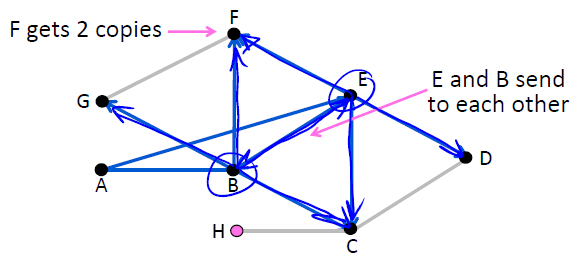 F
F gets 2 copies
E
E and B send
to each other
G
D
A
B
H
C